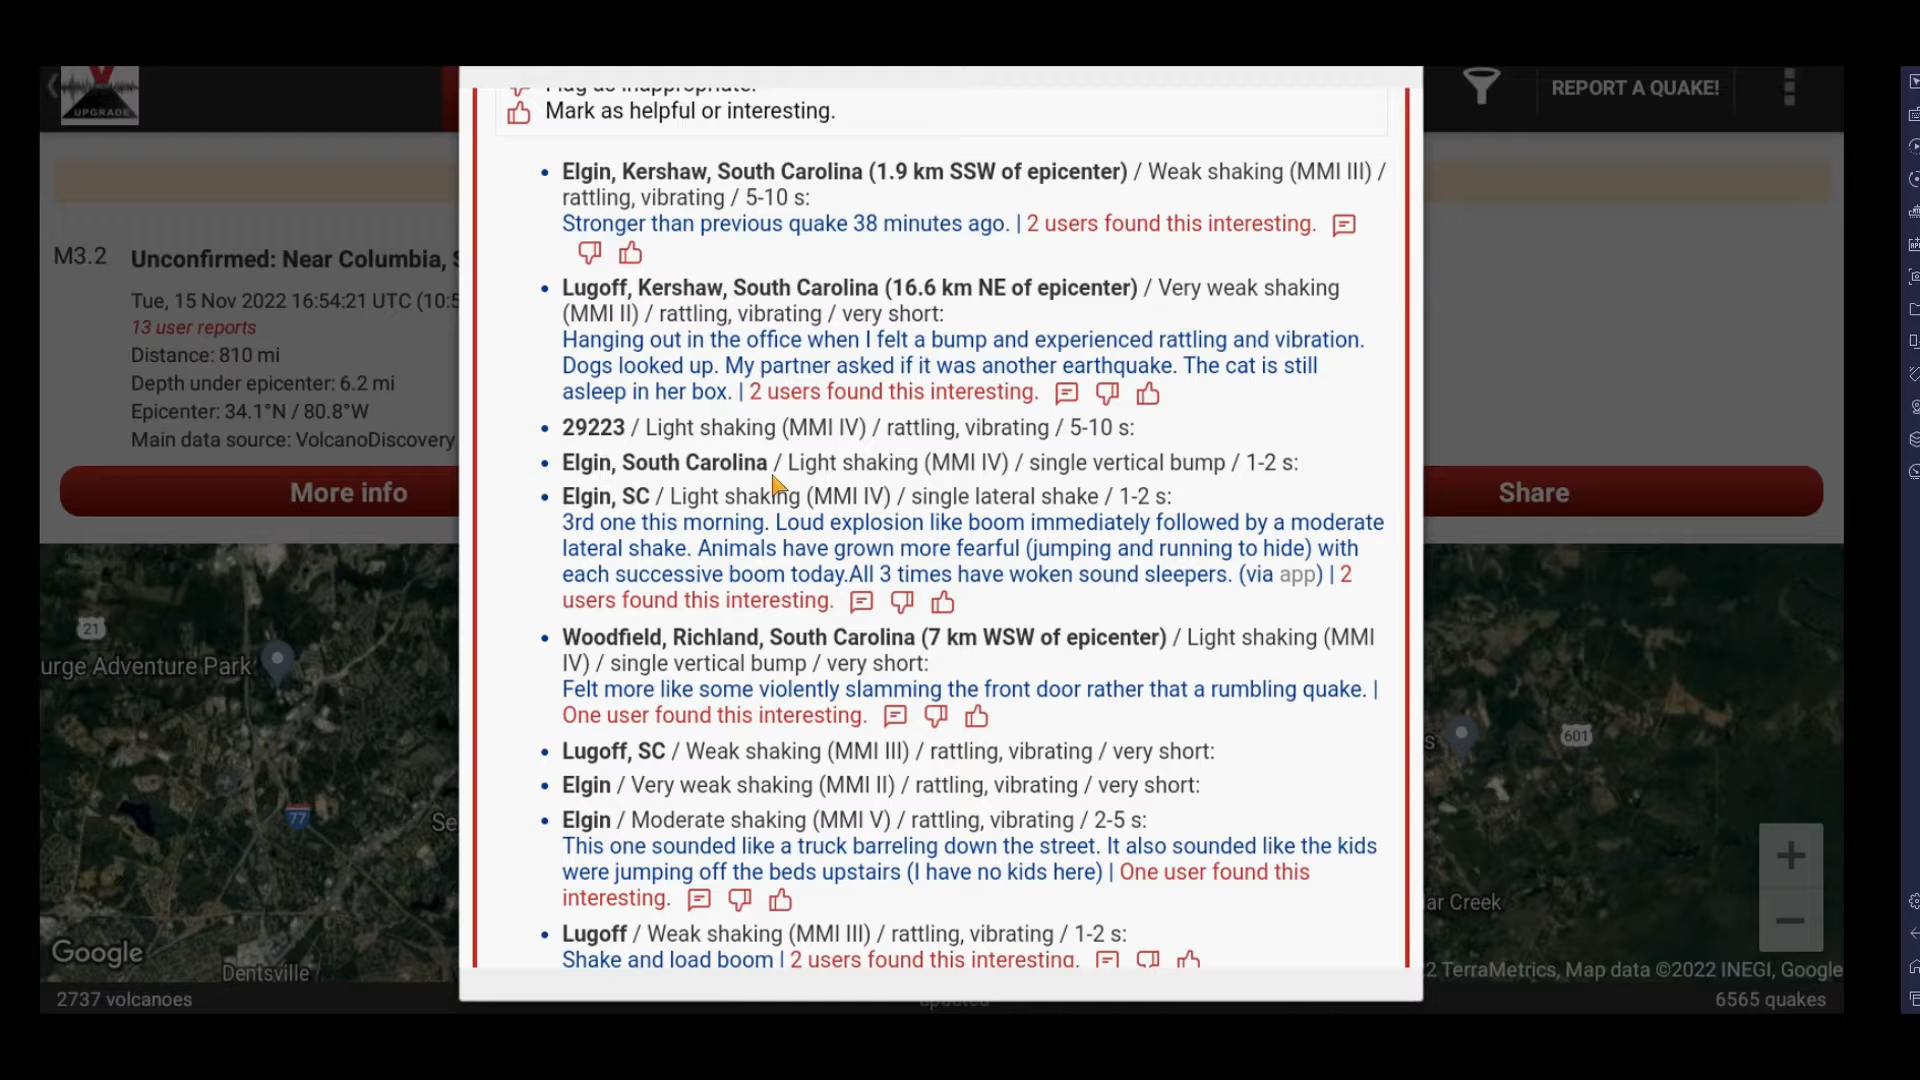 UPGRADE
REPORT A QUAKE!
Mark as helpful or interesting.
M3.2
Unconfirmed: Near Columbia,
Tue, 15 Nov 2022 16:54:21 UTC (10:5
13 user reports
Distance: 810 mi
Depth under epicenter: 6.2 mi
Epicenter: 34.1°N / 80.8°W
Main data source: VolcanoDiscovery
More info
Share
Elgin, Kershaw, South Carolina (1.9 km SSW of epicenter) / Weak shaking (MMI III) /
rattling, vibrating / 5-10 s:
Stronger than previous quake 38 minutes ago. | 2 users found this interesting.
Lugoff, Kershaw, South Carolina (16.6 km NE of epicenter) / Very weak shaking
(MMI II) / rattling, vibrating / very short:
Hanging out in the office when I felt a bump and experienced rattling and vibration.
Dogs looked up. My partner asked if it was another earthquake. The cat is still
asleep in her box. | 2 users found this interesting.
29223 / Light shaking (MMI IV) / rattling, vibrating / 5-10 s:
Elgin, South Carolina / Light shaking (MMI IV) / single vertical bump / 1-2 s:
Elgin, SC / Light shaking (MMI IV) / single lateral shake / 1-2 s:
3rd one this morning. Loud explosion like boom immediately followed by a moderate
lateral shake. Animals have grown more fearful (jumping and running to hide) with
each successive boom today.All 3 times have woken sound sleepers. (via app) | 2
users found this interesting.
Woodfield, Richland, South Carolina (7 km WSW of epicenter) / Light shaking (MMI
IV) / single vertical bump / very short:
Felt more like some violently slamming the front door rather that a rumbling quake. |
One user found this interesting.
Lugoff, SC / Weak shaking (MMI III) / rattling, vibrating / very short:
Elgin / Very weak shaking (MMI II) / rattling, vibrating / very short:
Elgin / Moderate shaking (MMI V) / rattling, vibrating / 2-5 s:
This one sounded like a truck barreling down the street. It also sounded like the kids
were jumping off the beds upstairs (I have no kids here) | One user found this
interesting.
Lugoff / Weak shaking (MMI III) / rattling, vibrating / 1-2 s:
Shake and load boom | 2 users found this interesting.
21
urge Adventure Park
77
Se
Google
Dentsville
601
ar Creek
2 TerraMetrics, Map data ©2022 INEGI, Google
2737 volcanoes
6565 quakes